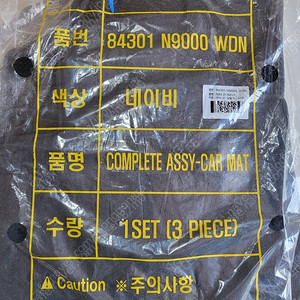 품번 84301 N9000 WDN
색상 네이비
품명 COMPLETE ASSY-CAR MAT
수량 1SET (3 PIECE)
⚠ Caution ※주의사항